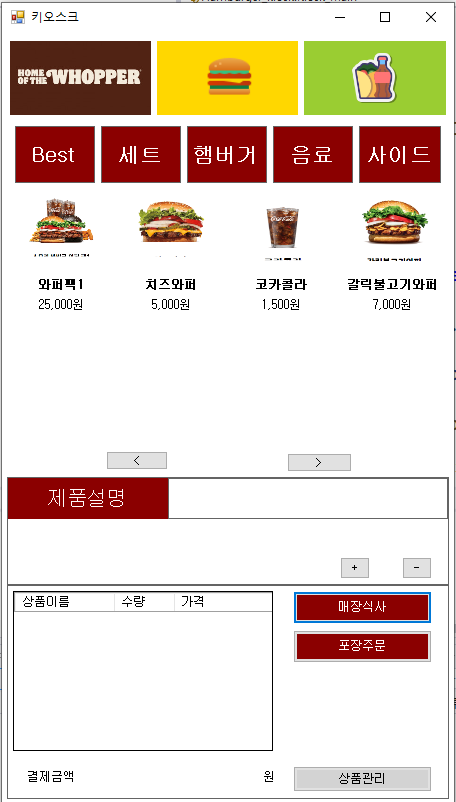 키오스크
HOME OF THE WHOPPER
Best 세트 햄버거 음료 사이드
와퍼팩1 치즈와퍼 코카콜라 갈릭불고기와퍼
25,000원 5,000원 1,500원 7,000원
< >
제품설명
+ -
상품이름 수량 가격
매장식사
포장주문
결제금액 원
상품관리